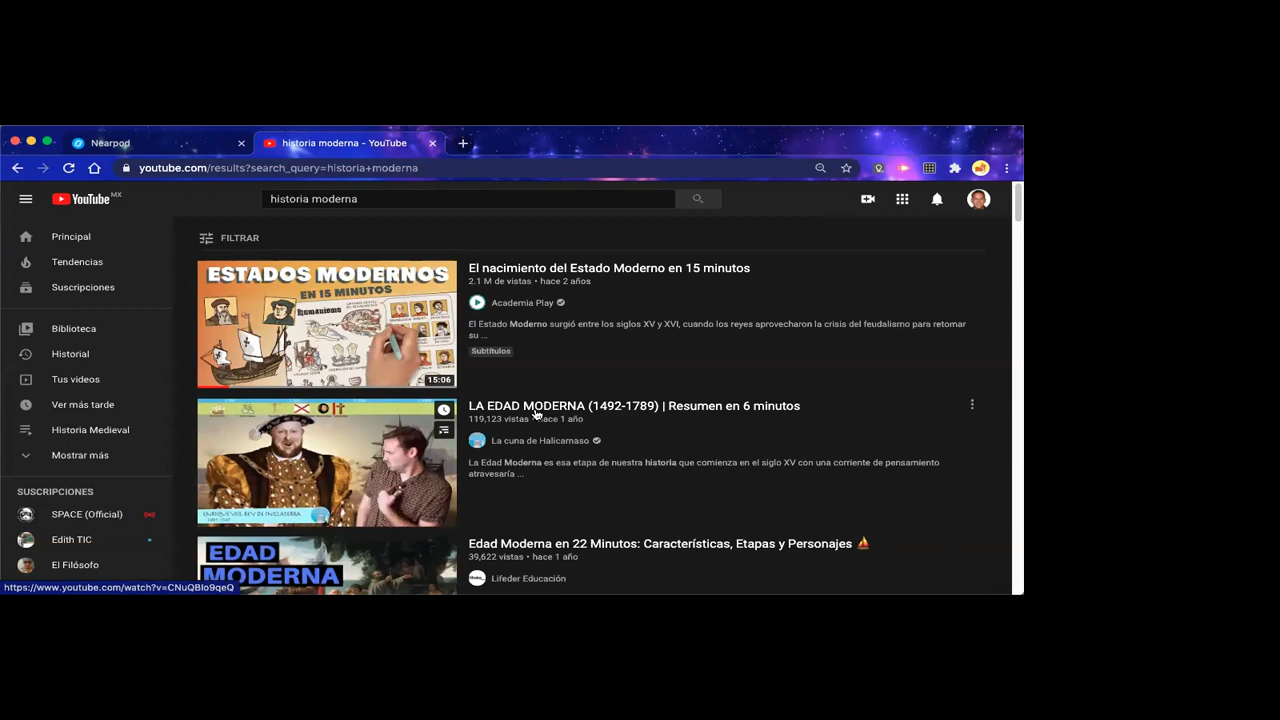 Nearpod
historia moderna - YouTube
youtube.com/results?search_query=historia+moderna
YouTube MX
historia moderna
Principal
Tendencias
Suscripciones
Biblioteca
Historial
Tus videos
Ver más tarde
Historia Medieval
Mostrar más
SUSCRIPCIONES
SPACE (Official)
Edith TIC
El Filósofo
https://www.youtube.com/watch?v=CNuQBlo9qeQ
FILTRAR
ESTADOS MODERNOS
EN 15 MINUTOS
Humanismo
15:06
El nacimiento del Estado Moderno en 15 minutos
2.1 M de vistas • hace 2 años
Academia Play
El Estado Moderno surgió entre los siglos XV y XVI, cuando los reyes aprovecharon la crisis del feudalismo para retomar
su ...
Subtítulos
ENRIQUE VIII, REY DE INGLATERRA
LA EDAD MODERNA (1492-1789) | Resumen en 6 minutos
119,123 vistas • hace 1 año
La cuna de Halicarnaso
La Edad Moderna es esa etapa de nuestra historia que comienza en el siglo XV con una corriente de pensamiento
atravesaría ...
EDAD
MODERNA
Edad Moderna en 22 Minutos: Características, Etapas y Personajes ⛵
39,622 vistas • hace 1 año
Lifeder Educación